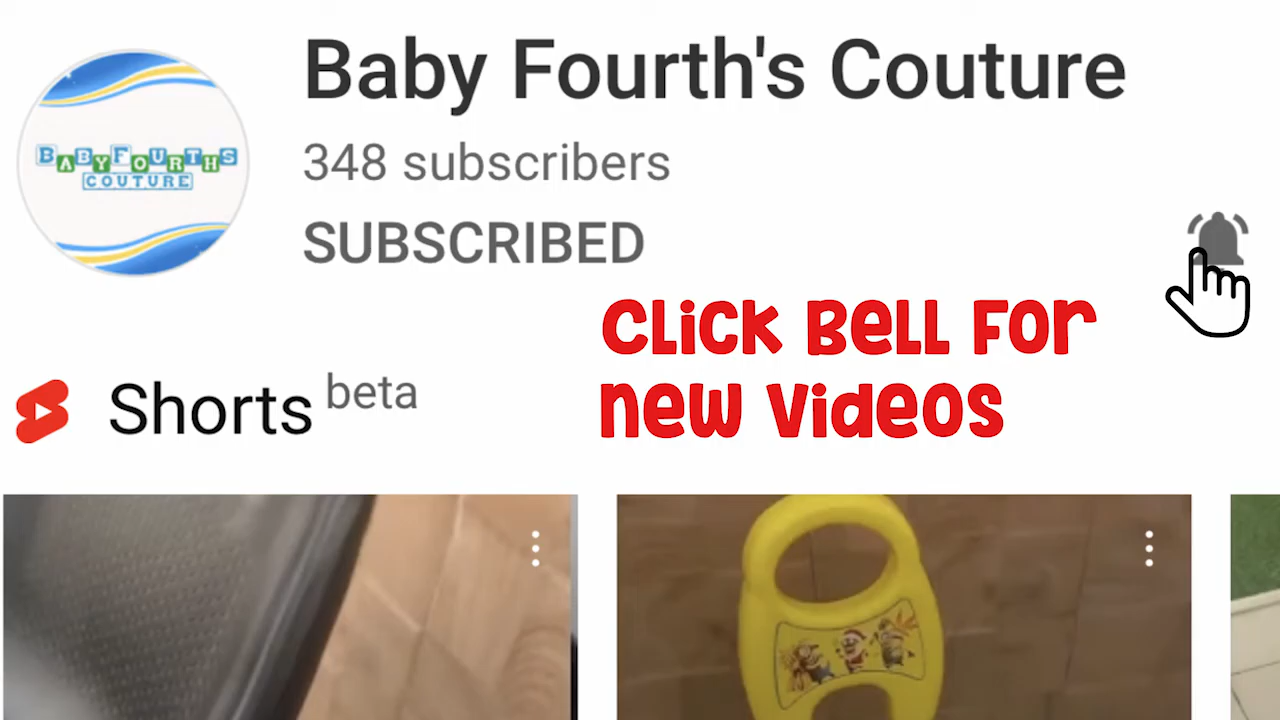 Baby Fourth's Couture
348 subscribers
SUBSCRIBED
BABYFOURTHS
COUTURE
CLick BeLL For
new Videos
Shorts beta